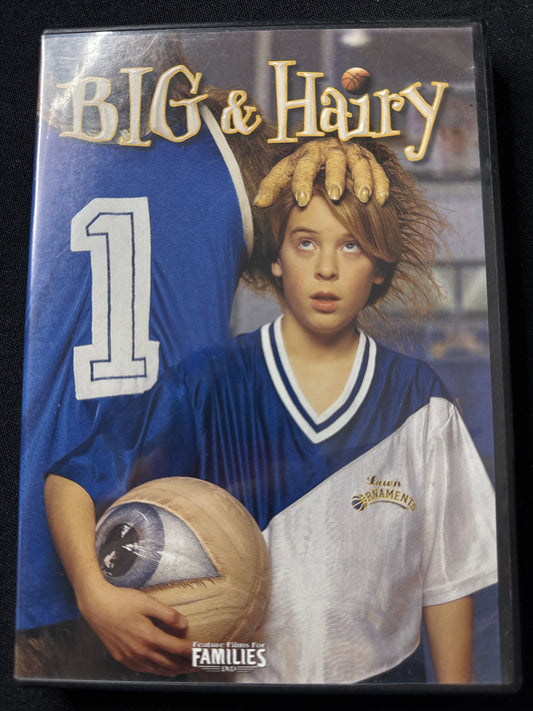 BIG & Hairy
1
Lawn
ORNAMENTS
Feature Films For
FAMILIES
DVD